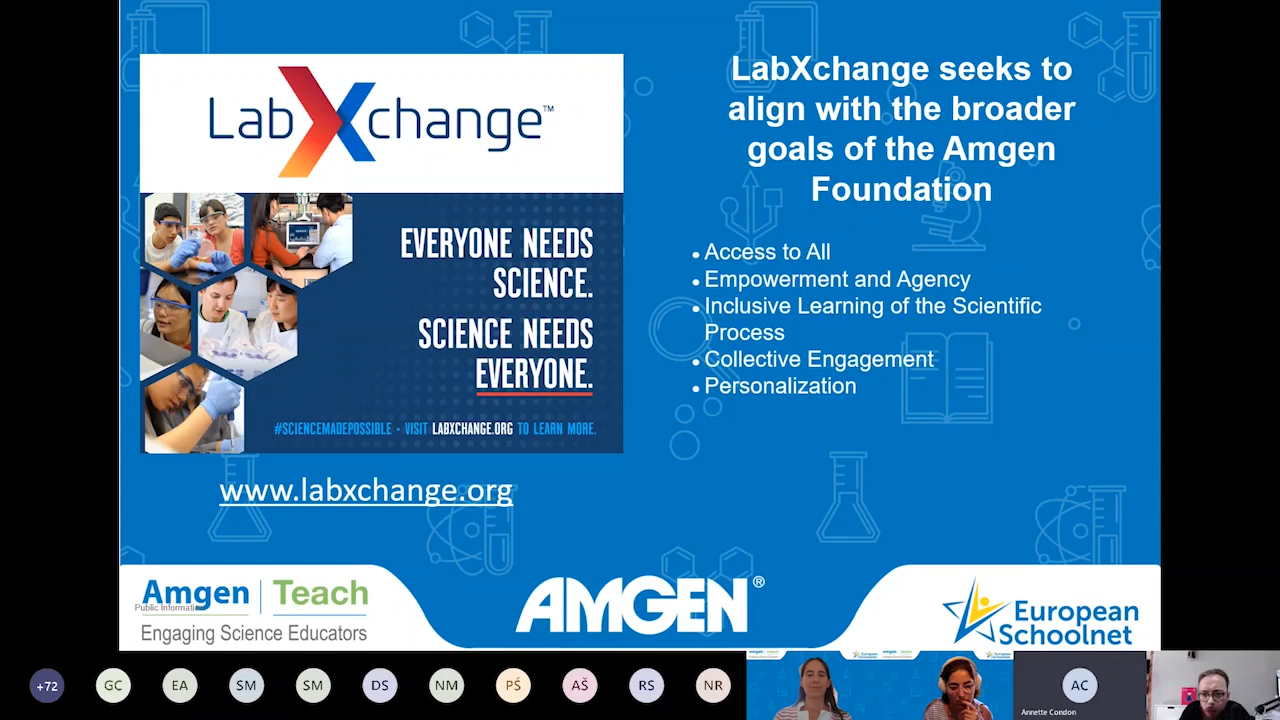 LabXchange™
EVERYONE NEEDS
SCIENCE.
SCIENCE NEEDS
EVERYONE.
#SCIENCEMADEPOSSIBLE • VISIT LABXCHANGE.ORG TO LEARN MORE.
www.labxchange.org
LabXchange seeks to
align with the broader
goals of the Amgen
Foundation
• Access to All
• Empowerment and Agency
• Inclusive Learning of the Scientific
Process
• Collective Engagement
• Personalization
Amgen Teach
Public Informatio
Engaging Science Educators
AMGEN®
European
Schoolnet
+72
GC
EA
SM
SM
DS
NM
PŚ
AŠ
RS
NR
AC
Annette Condon